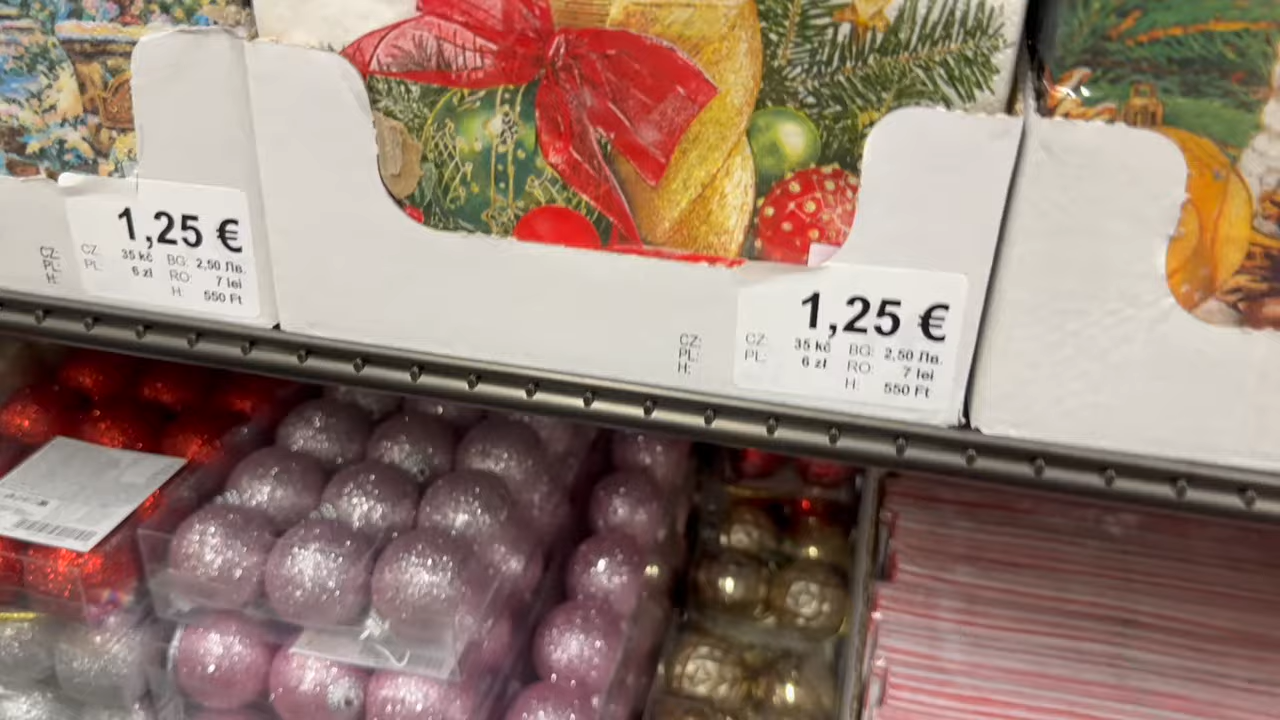 1,25 €
CZ: 35 kč BG: 2,50 Лв.
PL: 6 zł RO: 7 lei
H: 550 Ft
CZ:
PL:
H:
1,25 €
CZ: 35 kč BG: 2,50 Лв.
PL: 6 zł RO: 7 lei
H: 550 Ft
CZ:
PL:
H: